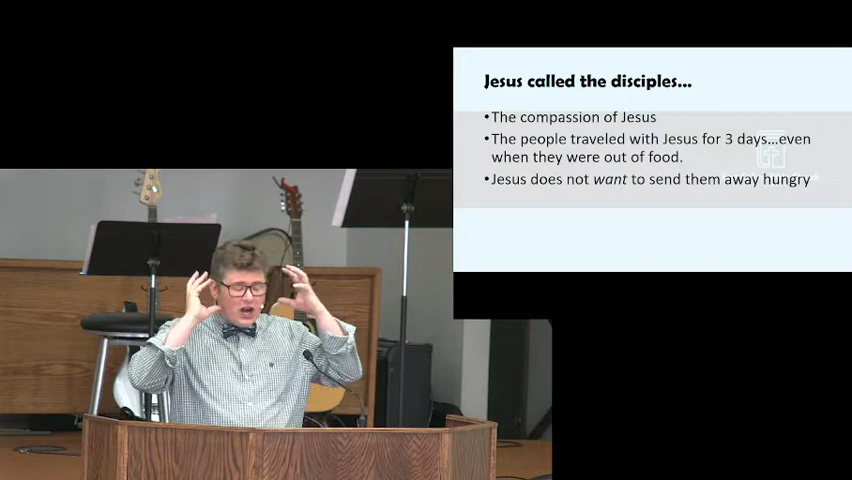 Jesus called the disciples...
•The compassion of Jesus
•The people traveled with Jesus for 3 days...even
when they were out of food.
•Jesus does not want to send them away hungry